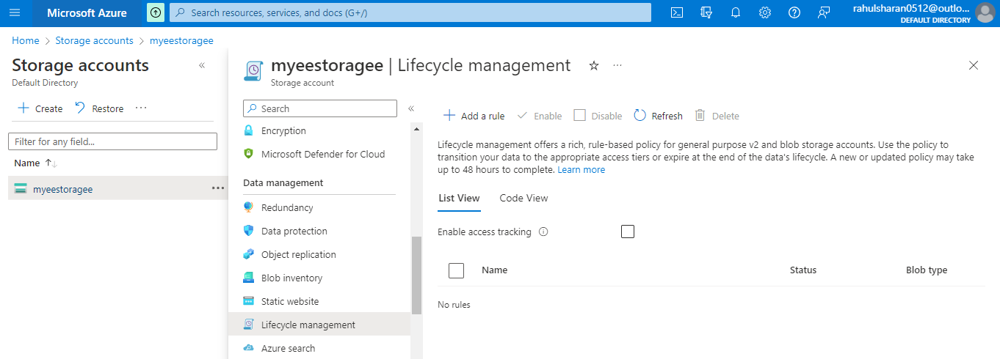 Microsoft Azure
Search resources, services, and docs (G+/)
rahulsharan0512@outlo...
DEFAULT DIRECTORY
Home > Storage accounts > myeestoragee
Storage accounts
Default Directory
Create
Restore
Filter for any field...
Name
myeestoragee
myeestoragee | Lifecycle management
Storage account
Search
Encryption
Microsoft Defender for Cloud
Data management
Redundancy
Data protection
Object replication
Blob inventory
Static website
Lifecycle management
Azure search
Add a rule
Enable
Disable
Refresh
Delete
Lifecycle management offers a rich, rule-based policy for general purpose v2 and blob storage accounts. Use the policy to
transition your data to the appropriate access tiers or expire at the end of the data's lifecycle. A new or updated policy may take
up to 48 hours to complete. Learn more
List View
Code View
Enable access tracking
Name
Status
Blob type
No rules